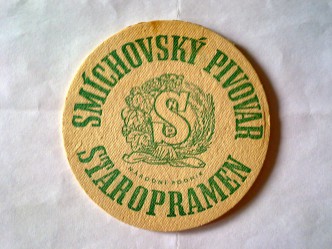 SMÍCHOVSKÝ PIVOVAR
S
NÁRODNÍ PODNIK
STAROPRAMEN